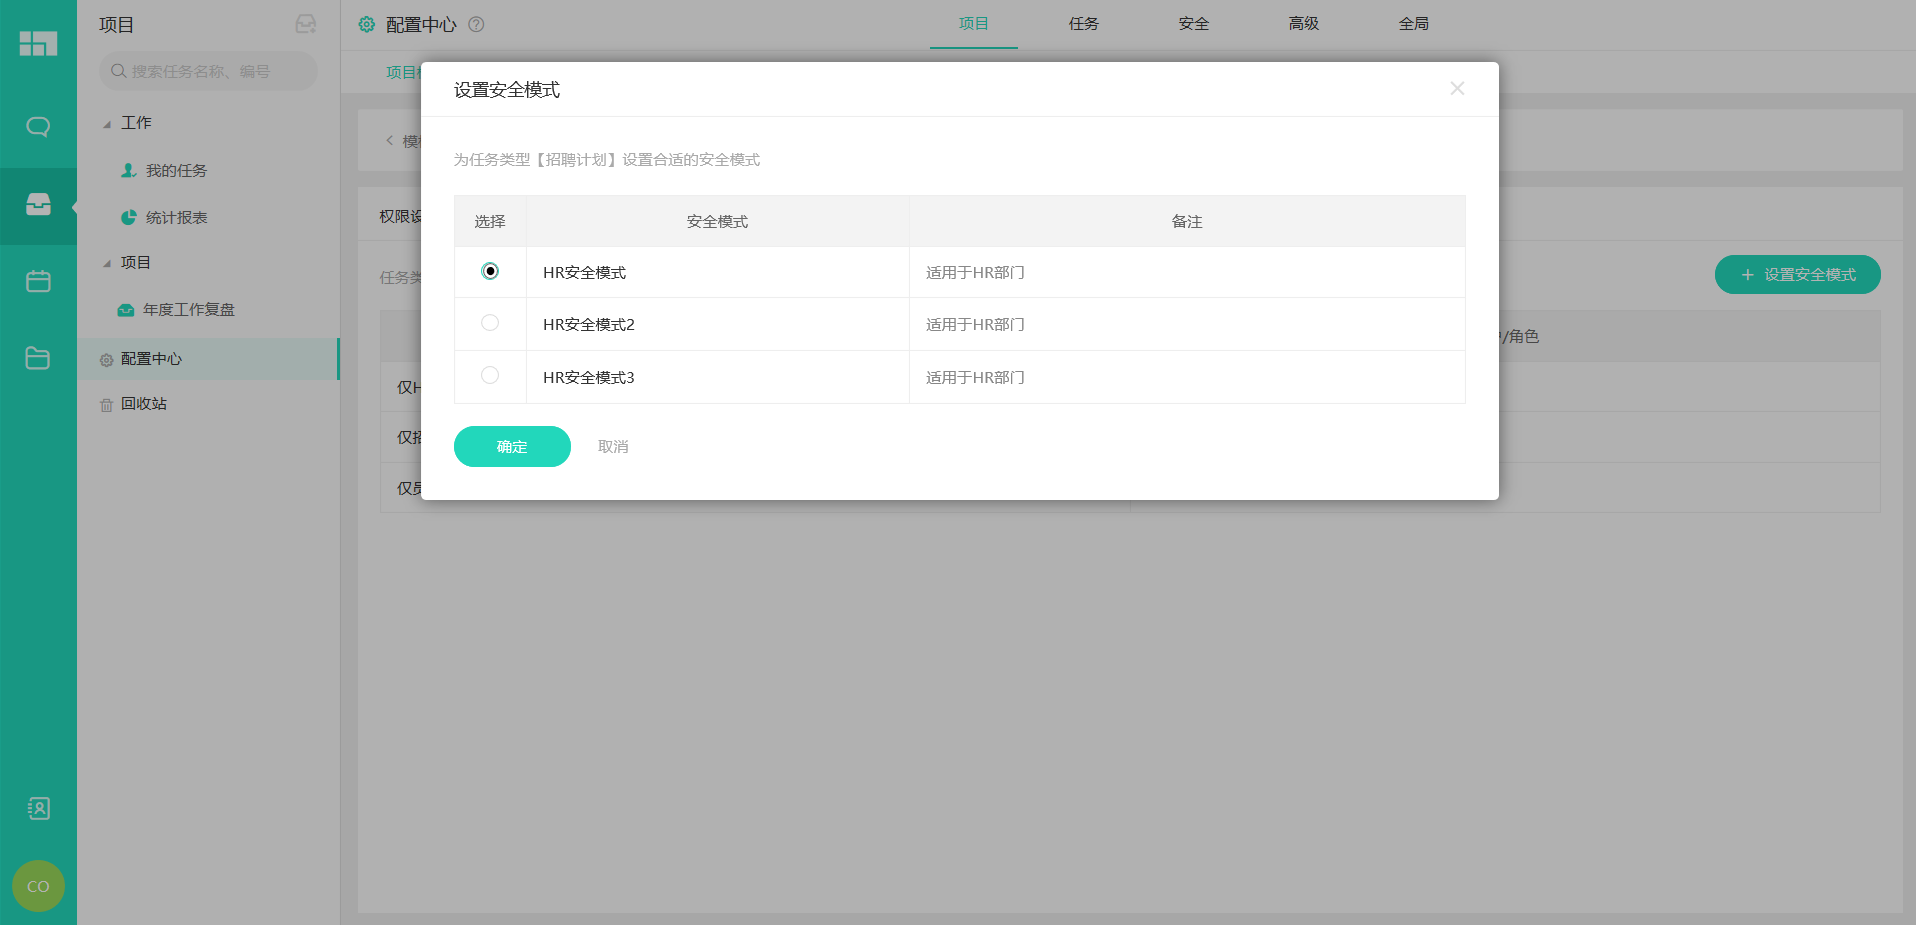 项目
搜索任务名称、编号
工作
我的任务
统计报表
项目
年度工作复盘
配置中心
回收站
CO
配置中心
项目
任务
安全
高级
全局
项目
设置安全模式
为任务类型【招聘计划】设置合适的安全模式
选择 安全模式 备注
HR安全模式 适用于HR部门
HR安全模式2 适用于HR部门
HR安全模式3 适用于HR部门
确定 取消
权限设
任务类
设置安全模式
/角色
仅H
仅招
仅员